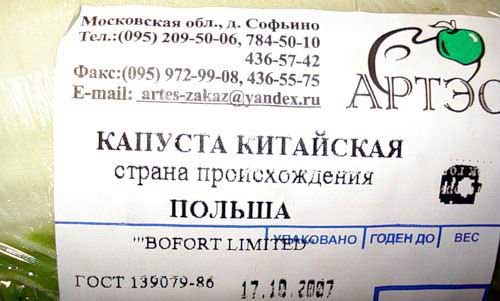 Московская обл., д. Софьино
Тел.:(095) 209-50-06, 784-50-10
436-57-42
Факс:(095) 972-99-08, 436-55-75
E-mail: artes-zakaz@yandex.ru
АРТЭС
КАПУСТА КИТАЙСКАЯ
страна происхождения
ПОЛЬША
'''BOFORT LIMITED
УПАКОВАНО ГОДЕН ДО ВЕС
ГОСТ 139079-86 17.10.2007